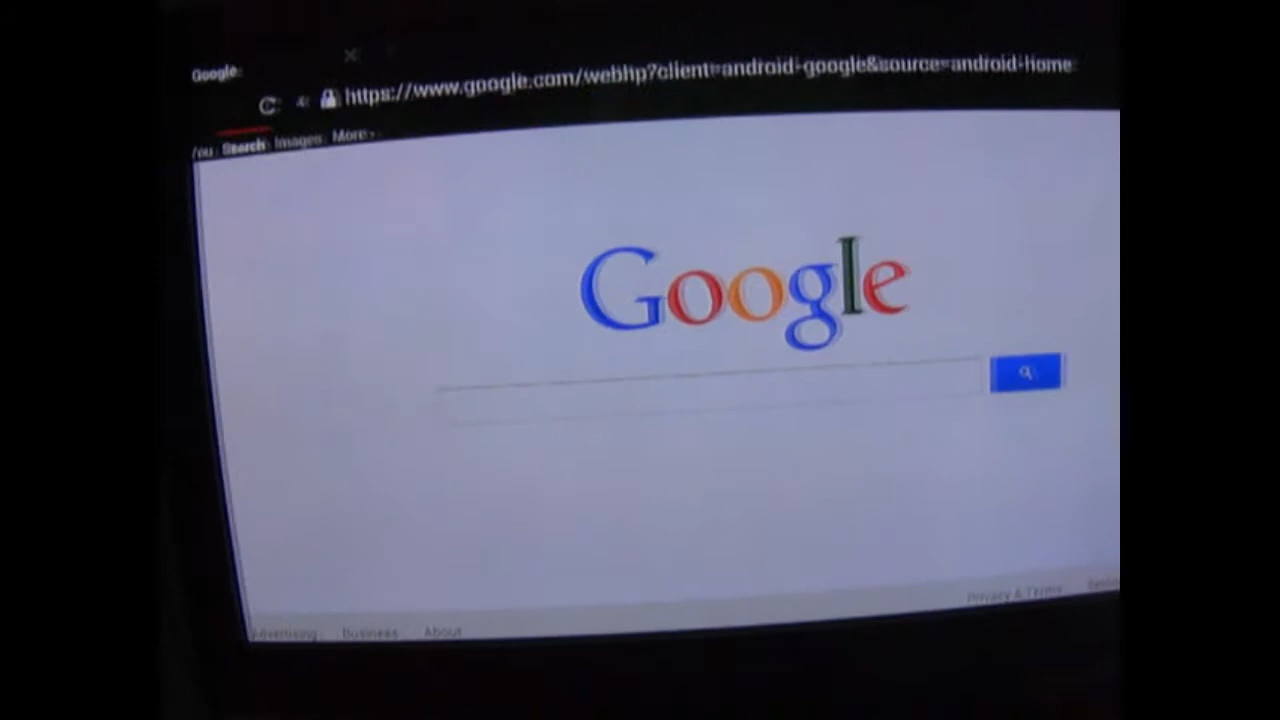 Google
https://www.google.com/webhp?client=android-google&source=android-home
Search Images More
Google
Privacy & Terms
Advertising Business About